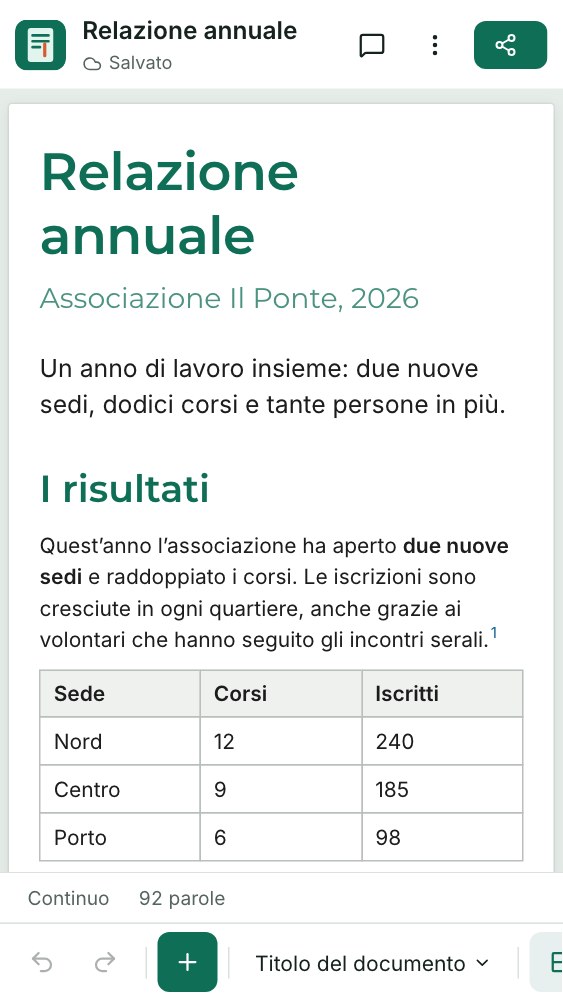 Relazione annuale
Salvato
Relazione
annuale
Associazione Il Ponte, 2026
Un anno di lavoro insieme: due nuove
sedi, dodici corsi e tante persone in più.
I risultati
Quest’anno l’associazione ha aperto due nuove
sedi e raddoppiato i corsi. Le iscrizioni sono
cresciute in ogni quartiere, anche grazie ai
volontari che hanno seguito gli incontri serali.1
Sede Corsi Iscritti
Nord 12 240
Centro 9 185
Porto 6 98
Continuo 92 parole
Titolo del documento